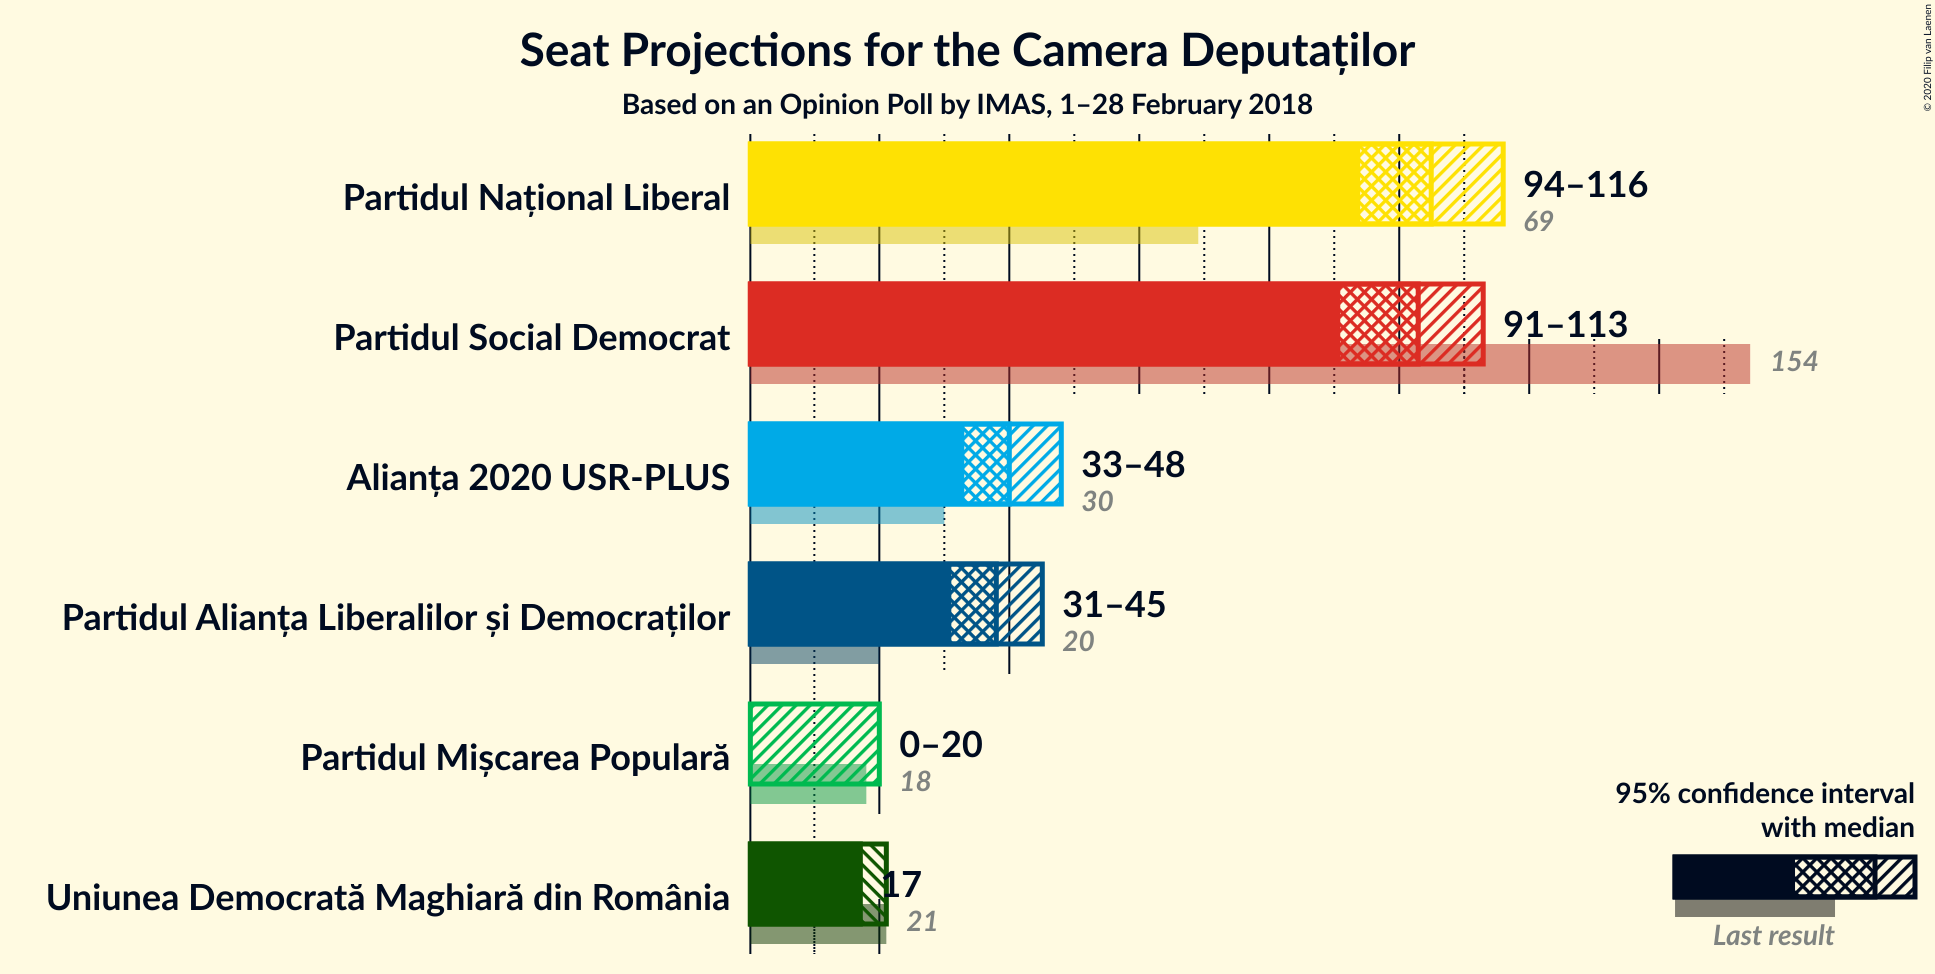 Seat Projections for the Camera Deputaților
Based on an Opinion Poll by IMAS, 1–28 February 2018
© 2020 Filip van Laenen
Partidul Național Liberal
94–116
69
Partidul Social Democrat
91–113
154
Alianța 2020 USR-PLUS
33–48
30
Partidul Alianța Liberalilor și Democraților
31–45
20
Partidul Mișcarea Populară
0–20
18
Uniunea Democrată Maghiară din România
17
21
95% confidence interval
with median
Last result